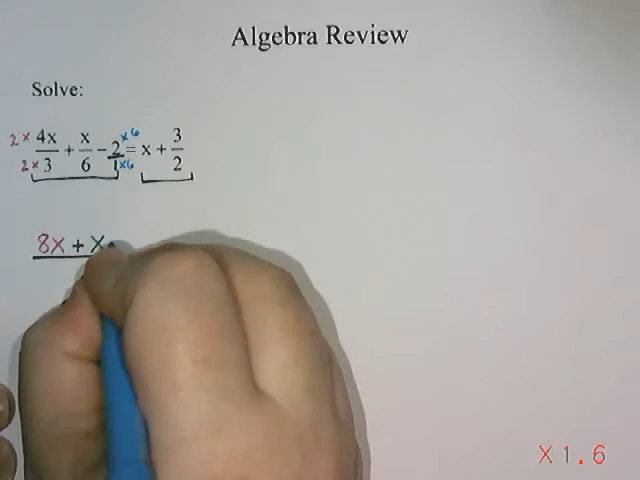 Algebra Review
Solve:
2 × 4x/3 2 × + x/6 − 2/1 ×6 ×6 = x + 3/2
8x + x
X1.6